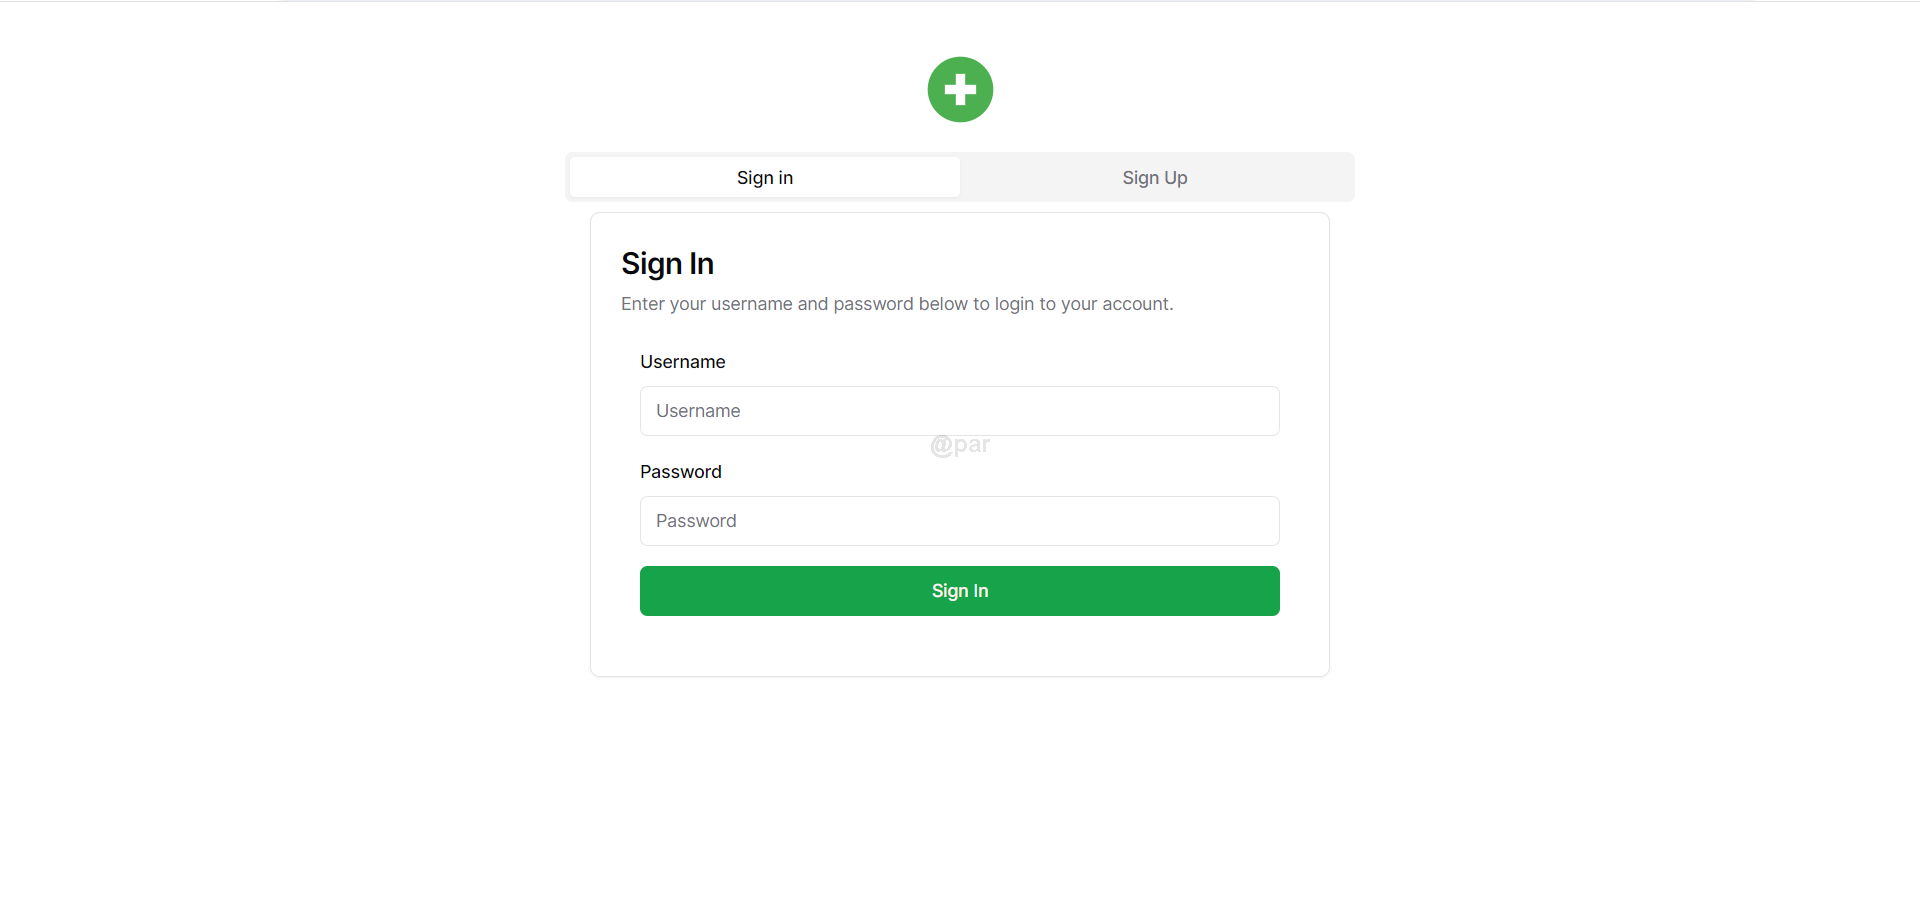 Sign in
Sign Up
Sign In
Enter your username and password below to login to your account.
Username
Username
@par
Password
Password
Sign In